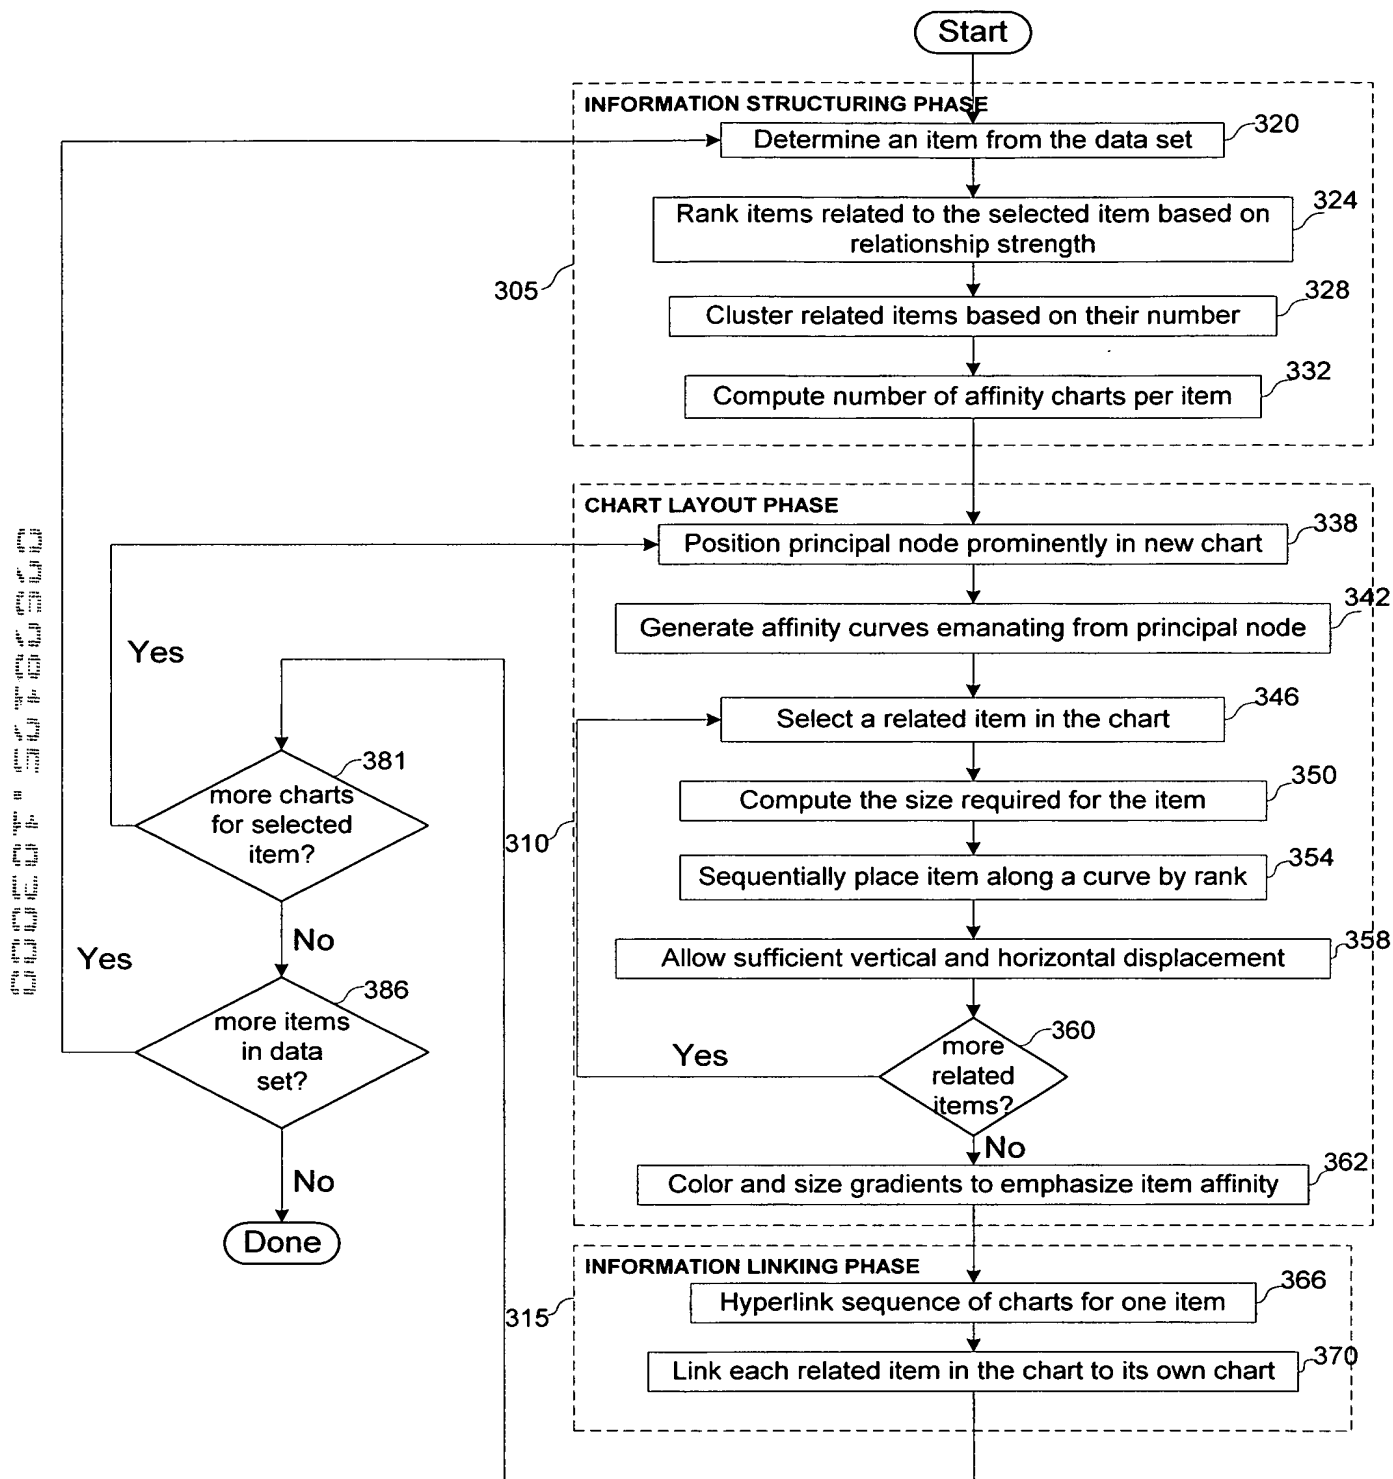 Start
INFORMATION STRUCTURING PHASE
Determine an item from the data set
320
Rank items related to the selected item based on
relationship strength
324
305
Cluster related items based on their number
328
Compute number of affinity charts per item
332
CHART LAYOUT PHASE
Position principal node prominently in new chart
338
Generate affinity curves emanating from principal node
342
Yes
Select a related item in the chart
346
381
more charts
for selected
item?
Compute the size required for the item
350
310
Sequentially place item along a curve by rank
354
No
Allow sufficient vertical and horizontal displacement
358
Yes
386
more items
in data
set?
360
more
related
items?
Yes
No
Color and size gradients to emphasize item affinity
362
No
Done
INFORMATION LINKING PHASE
Hyperlink sequence of charts for one item
366
315
Link each related item in the chart to its own chart
370